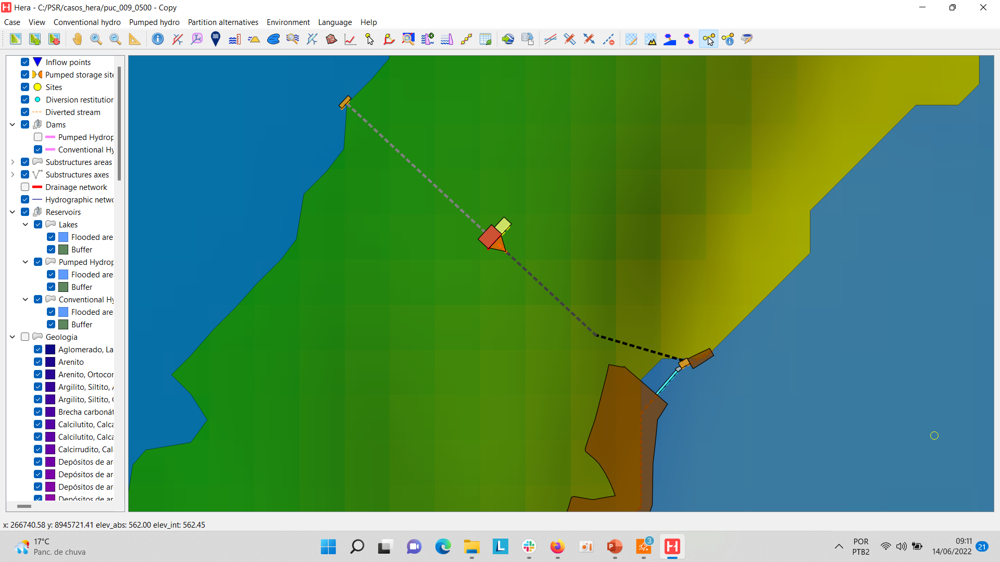 Hera - C:/PSR/casos_hera/puc_009_0500 - Copy
Case View Conventional hydro Pumped hydro Partition alternatives Environment Language Help
Inflow points
Pumped storage site
Sites
Diversion restitution
Diverted stream
Dams
Pumped Hydrop
Conventional Hy
Substructures areas
Substructures axes
Drainage network
Hydrographic netwo
Reservoirs
Lakes
Flooded are
Buffer
Pumped Hydrop
Flooded are
Buffer
Conventional Hy
Flooded are
Buffer
Geologia
Aglomerado, La
Arenito
Arenito, Ortocor
Argilito, Siltito, A
Argilito, Siltito, C
Brecha carbonát
Calcilutito, Calca
Calcilutito, Calca
Calcirrudito, Cal
Depósitos de ar
Depósitos de ar
Depósitos de ar
Depósitos de ar
x: 266740.58 y: 8945721.41 elev_abs: 562.00 elev_int: 562.45
17°C
Panc. de chuva
3
POR
PTB2
09:11
14/06/2022
21